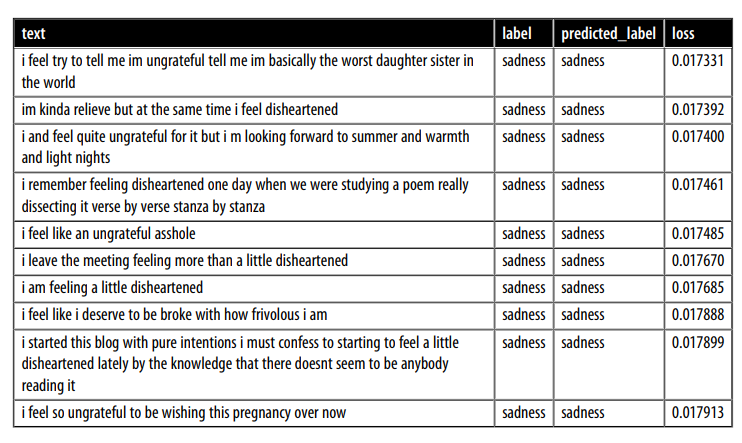 text label predicted_label loss
i feel try to tell me im ungrateful tell me im basically the worst daughter sister in sadness sadness 0.017331
the world
im kinda relieve but at the same time i feel disheartened sadness sadness 0.017392
i and feel quite ungrateful for it but i m looking forward to summer and warmth sadness sadness 0.017400
and light nights
i remember feeling disheartened one day when we were studying a poem really sadness sadness 0.017461
dissecting it verse by verse stanza by stanza
i feel like an ungrateful asshole sadness sadness 0.017485
i leave the meeting feeling more than a little disheartened sadness sadness 0.017670
i am feeling a little disheartened sadness sadness 0.017685
i feel like i deserve to be broke with how frivolous i am sadness sadness 0.017888
i started this blog with pure intentions i must confess to starting to feel a little sadness sadness 0.017899
disheartened lately by the knowledge that there doesnt seem to be anybody
reading it
i feel so ungrateful to be wishing this pregnancy over now sadness sadness 0.017913